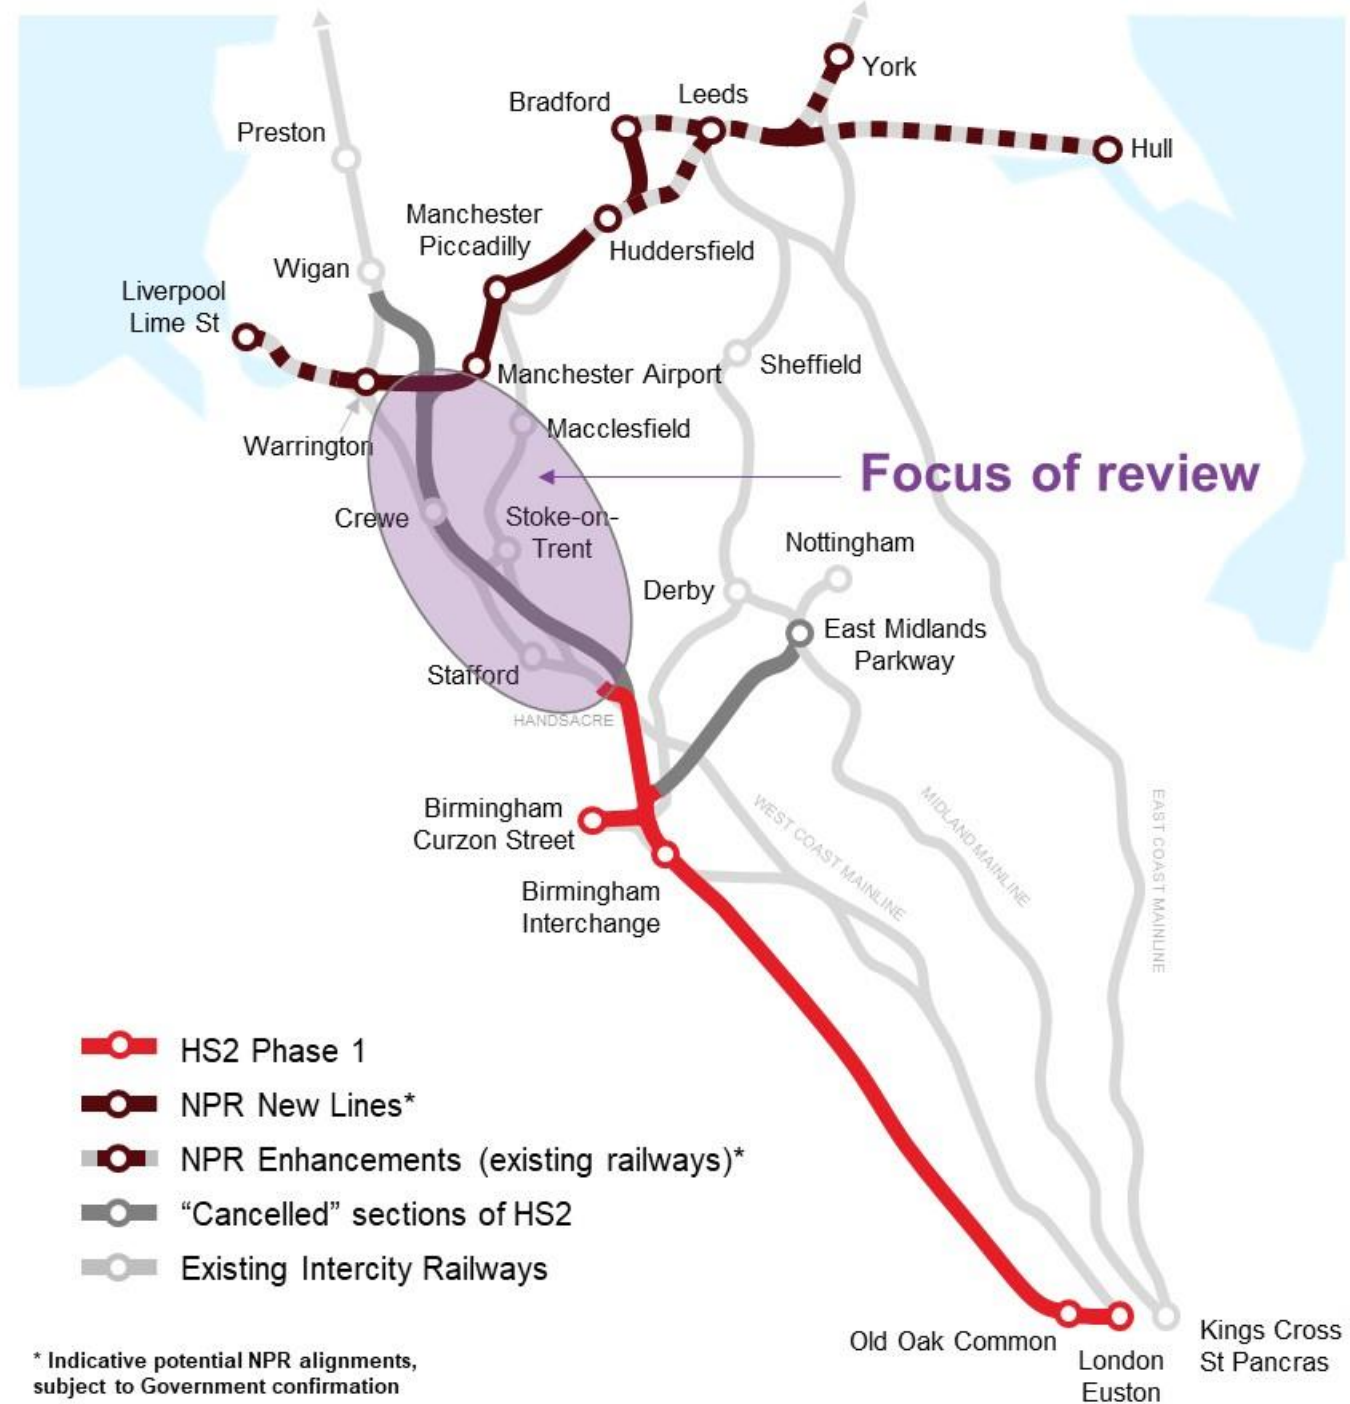 York
Leeds
Bradford
Preston
Hull
Manchester
Piccadilly
Huddersfield
Wigan
Liverpool
Lime St
Sheffield
Manchester Airport
Macclesfield
Warrington
Focus of review
Crewe
Stoke-on-
Trent
Nottingham
Derby
East Midlands
Parkway
Stafford
HANDSACRE
Birmingham
Curzon Street
WEST COAST MAINLINE
MIDLAND MAINLINE
EAST COAST MAINLINE
Birmingham
Interchange
HS2 Phase 1
NPR New Lines*
NPR Enhancements (existing railways)*
“Cancelled” sections of HS2
Existing Intercity Railways
Old Oak Common
London
Euston
Kings Cross
St Pancras
* Indicative potential NPR alignments,
subject to Government confirmation